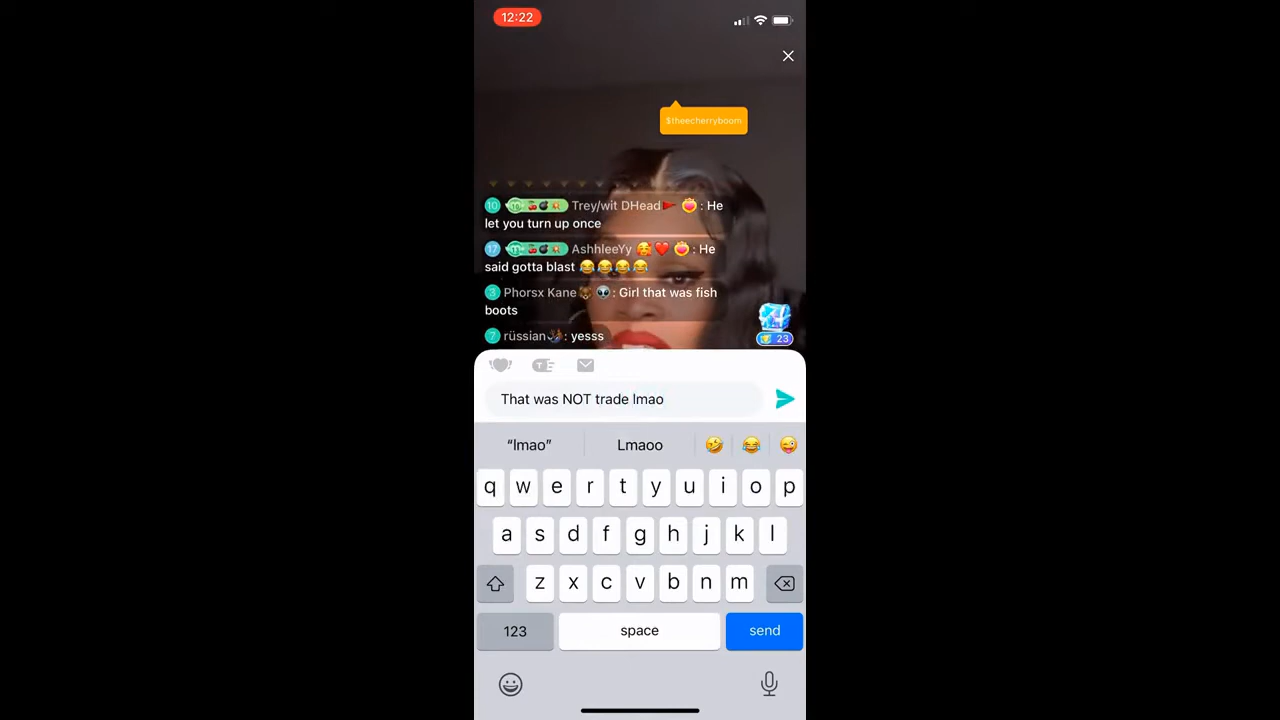 12:22
$theecherryboom
10 Trey/wit DHead : He
let you turn up once
17 AshhleeYy : He
said gotta blast
3 Phorsx Kane : Girl that was fish
boots
7 rüssian : yesss
23
That was NOT trade lmao
“lmao” Lmaoo
q w e r t y u i o p
a s d f g h j k l
z x c v b n m
123 space send